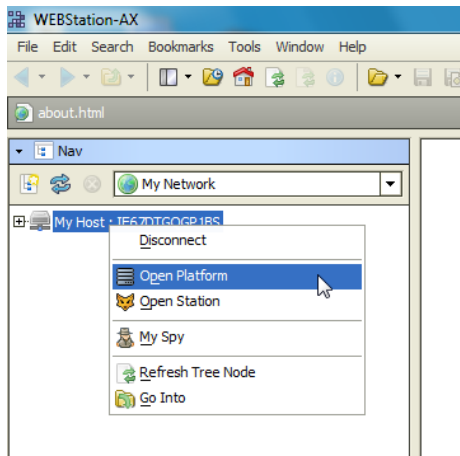 WEBStation-AX
File Edit Search Bookmarks Tools Window Help
about.html
Nav
My Network
My Host :
Disconnect
Open Platform
Open Station
My Spy
Refresh Tree Node
Go Into